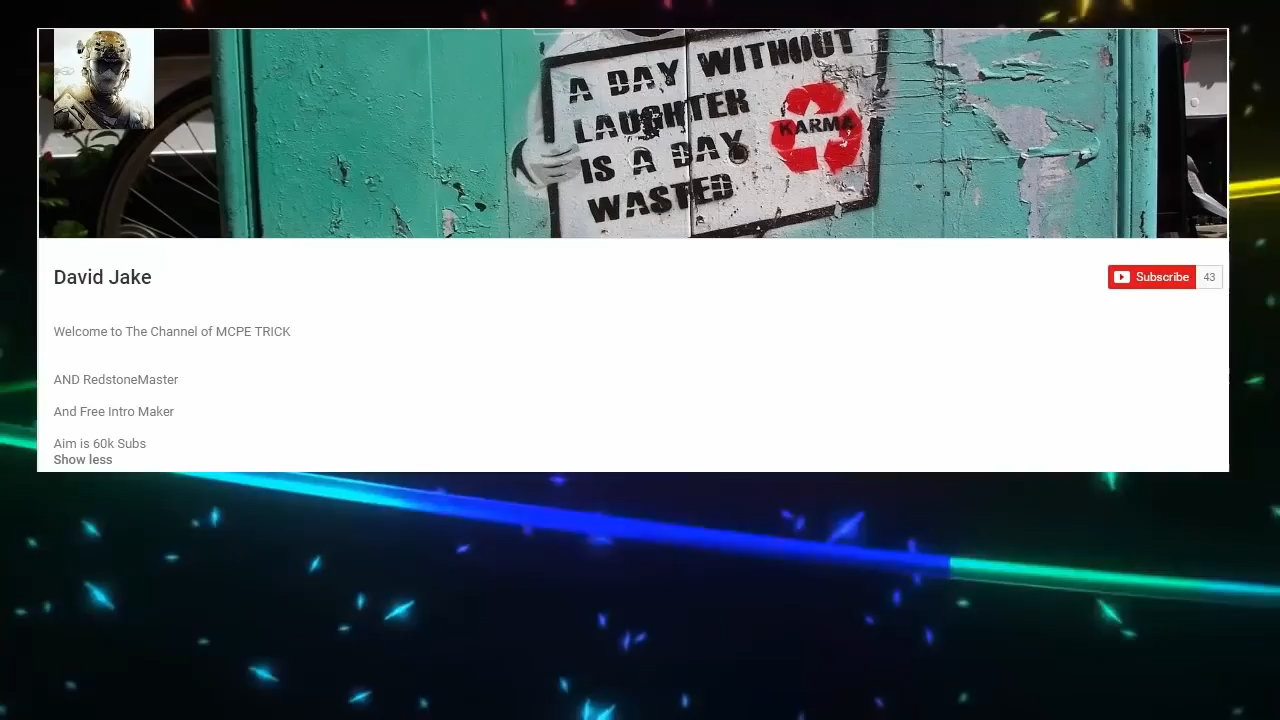 A DAY WITHOUT
LAUGHTER
IS A DAY
WASTED
KARMA
David Jake
Subscribe
43
Welcome to The Channel of MCPE TRICK
AND RedstoneMaster
And Free Intro Maker
Aim is 60k Subs
Show less